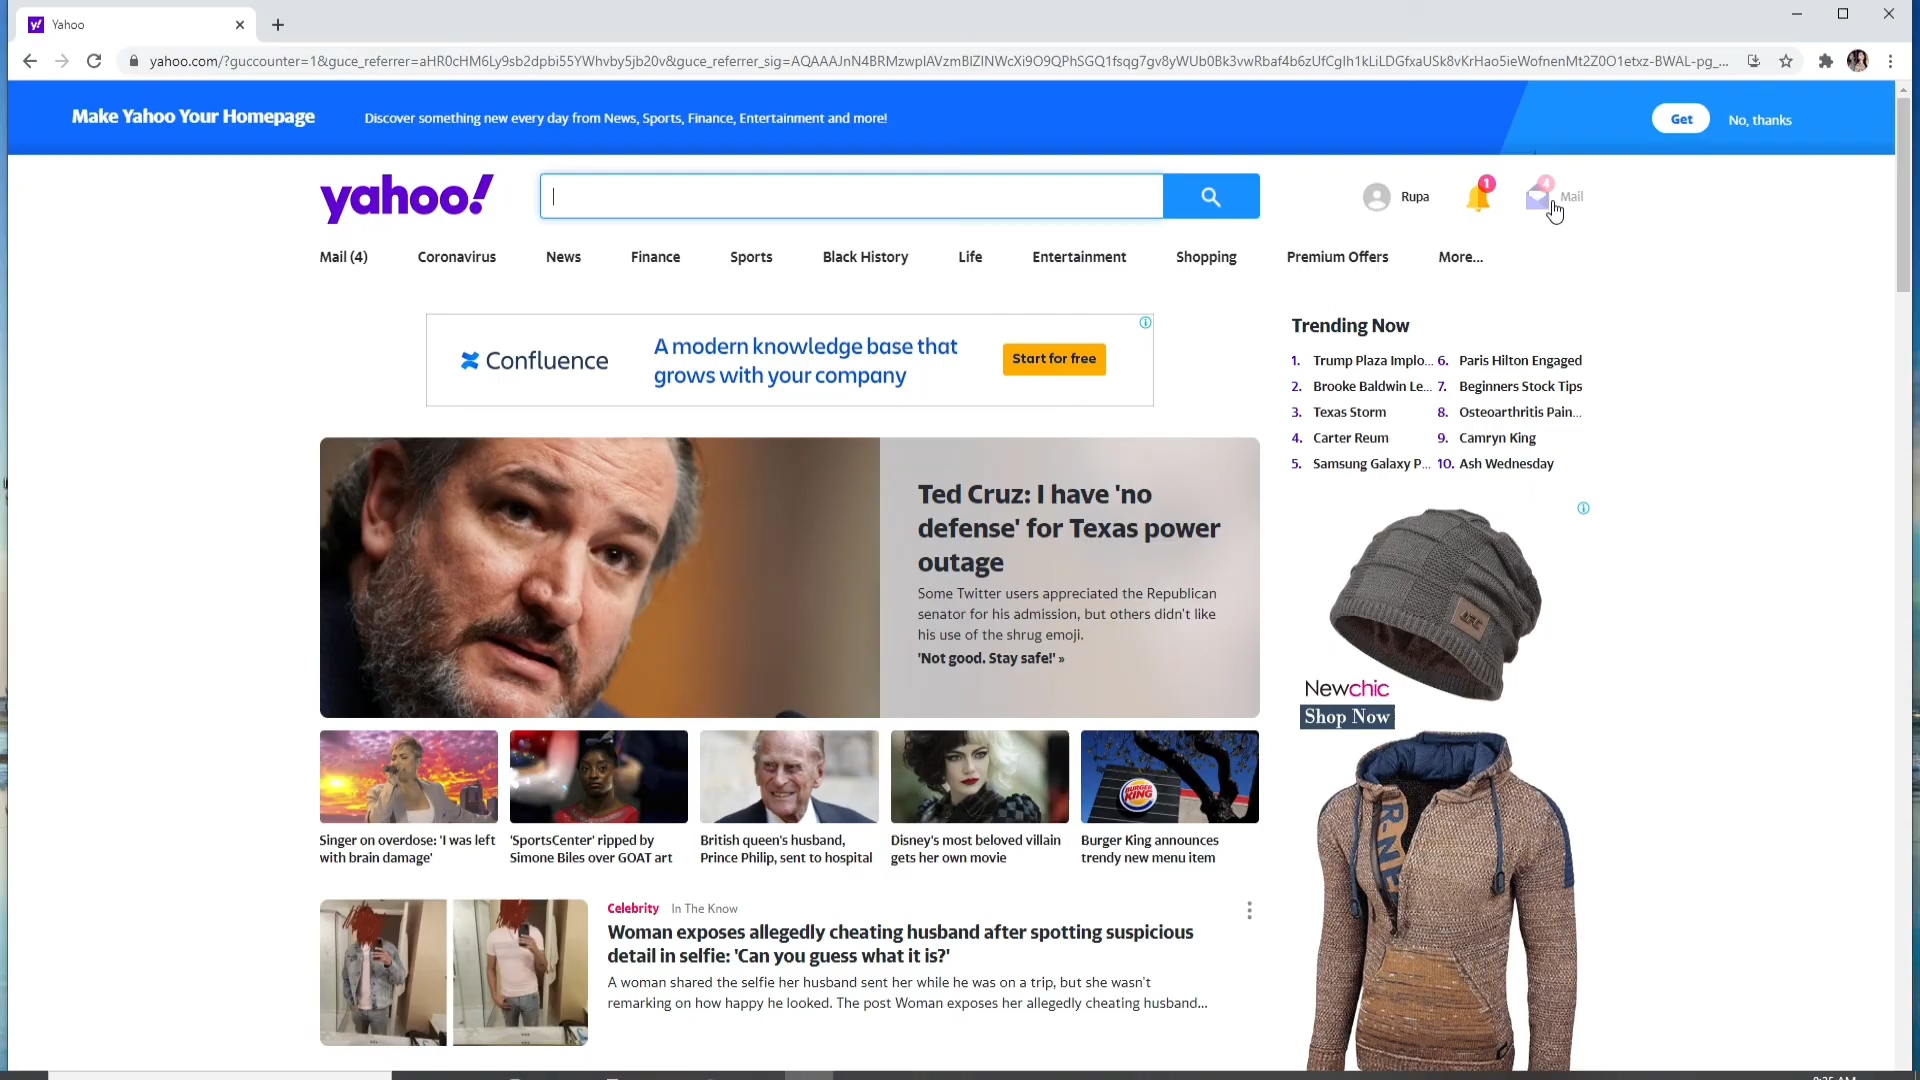 Yahoo
yahoo.com/?guccounter=1&guce_referrer=aHR0cHM6Ly9sb2dpbi55YWhvby5jb20v&guce_referrer_sig=AQAAAJnN4BRMzwplAVzmBlZINWcXi9O9QPhSGQ1fsqg7gv8yWUb0Bk3vwRbaf4b6zUfCglh1kLiLDGfxaUSk8vKrHao5ieWofnenMt2Z0O1etxz-BWAL-pg_...
Make Yahoo Your Homepage
Discover something new every day from News, Sports, Finance, Entertainment and more!
Get
No, thanks
yahoo!
Rupa
1
4
Mail
Mail (4)
Coronavirus
News
Finance
Sports
Black History
Life
Entertainment
Shopping
Premium Offers
More...
Confluence
A modern knowledge base that
grows with your company
Start for free
Trending Now
1. Trump Plaza Implo...
2. Brooke Baldwin Le...
3. Texas Storm
4. Carter Reum
5. Samsung Galaxy P...
6. Paris Hilton Engaged
7. Beginners Stock Tips
8. Osteoarthritis Pain...
9. Camryn King
10. Ash Wednesday
Ted Cruz: I have 'no
defense' for Texas power
outage
Some Twitter users appreciated the Republican
senator for his admission, but others didn't like
his use of the shrug emoji.
'Not good. Stay safe!' »
Newchic
Shop Now
BURGER
KING
Singer on overdose: 'I was left
with brain damage'
'SportsCenter' ripped by
Simone Biles over GOAT art
British queen's husband,
Prince Philip, sent to hospital
Disney's most beloved villain
gets her own movie
Burger King announces
trendy new menu item
Celebrity In The Know
Woman exposes allegedly cheating husband after spotting suspicious
detail in selfie: 'Can you guess what it is?'
A woman shared the selfie her husband sent her while he was on a trip, but she wasn't
remarking on how happy he looked. The post Woman exposes her allegedly cheating husband...